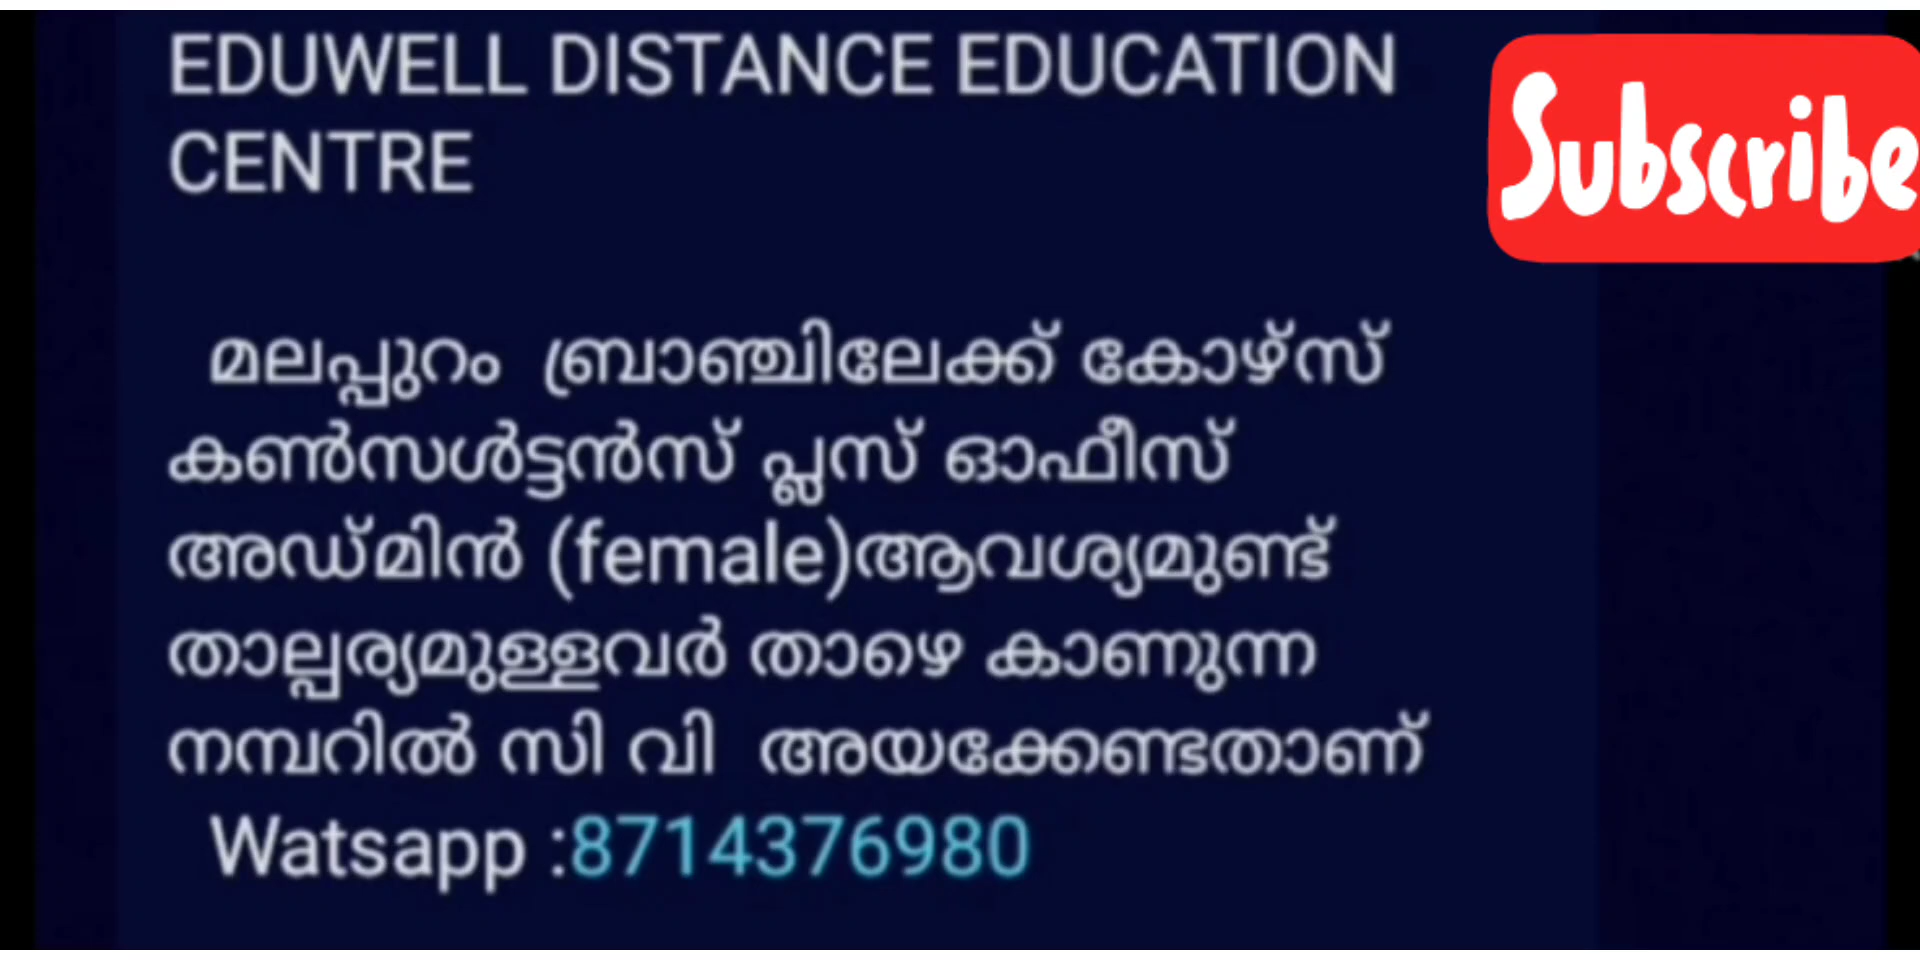 EDUWELL DISTANCE EDUCATION
CENTRE
Subscribe
മലപ്പുറം ബ്രാഞ്ചിലേക്ക് കോഴ്സ്
കൺസൾട്ടൻസ് പ്ലസ് ഓഫീസ്
അഡ്മിൻ (female)ആവശ്യമുണ്ട്
താല്പര്യമുള്ളവർ താഴെ കാണുന്ന
നമ്പറിൽ സി വി അയക്കേണ്ടതാണ്
Watsapp :8714376980